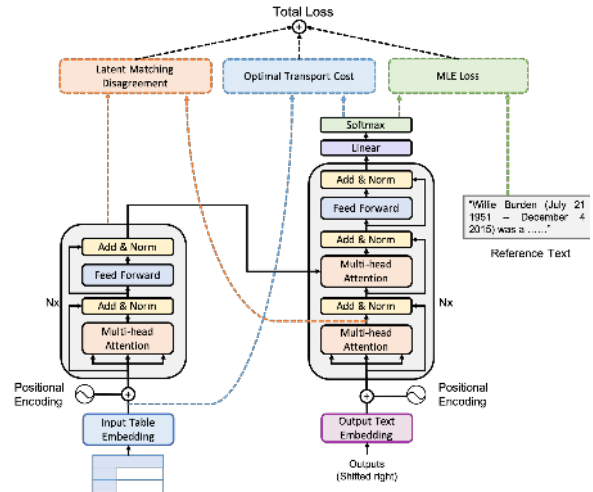 Total Loss
Latent Matching
Disagreement
Optimal Transport Cost
MLE Loss
Softmax
Linear
Add & Norm
Feed Forward
Add & Norm
Multi-head
Attention
Add & Norm
Multi-head
Attention
Nx
"Willie Burden (July 21
1951 – December 4
2015) was a ......"
Reference Text
Add & Norm
Feed Forward
Add & Norm
Multi-head
Attention
Nx
Positional
Encoding
Input Table
Embedding
Positional
Encoding
Output Text
Embedding
Outputs
(Shifted right)